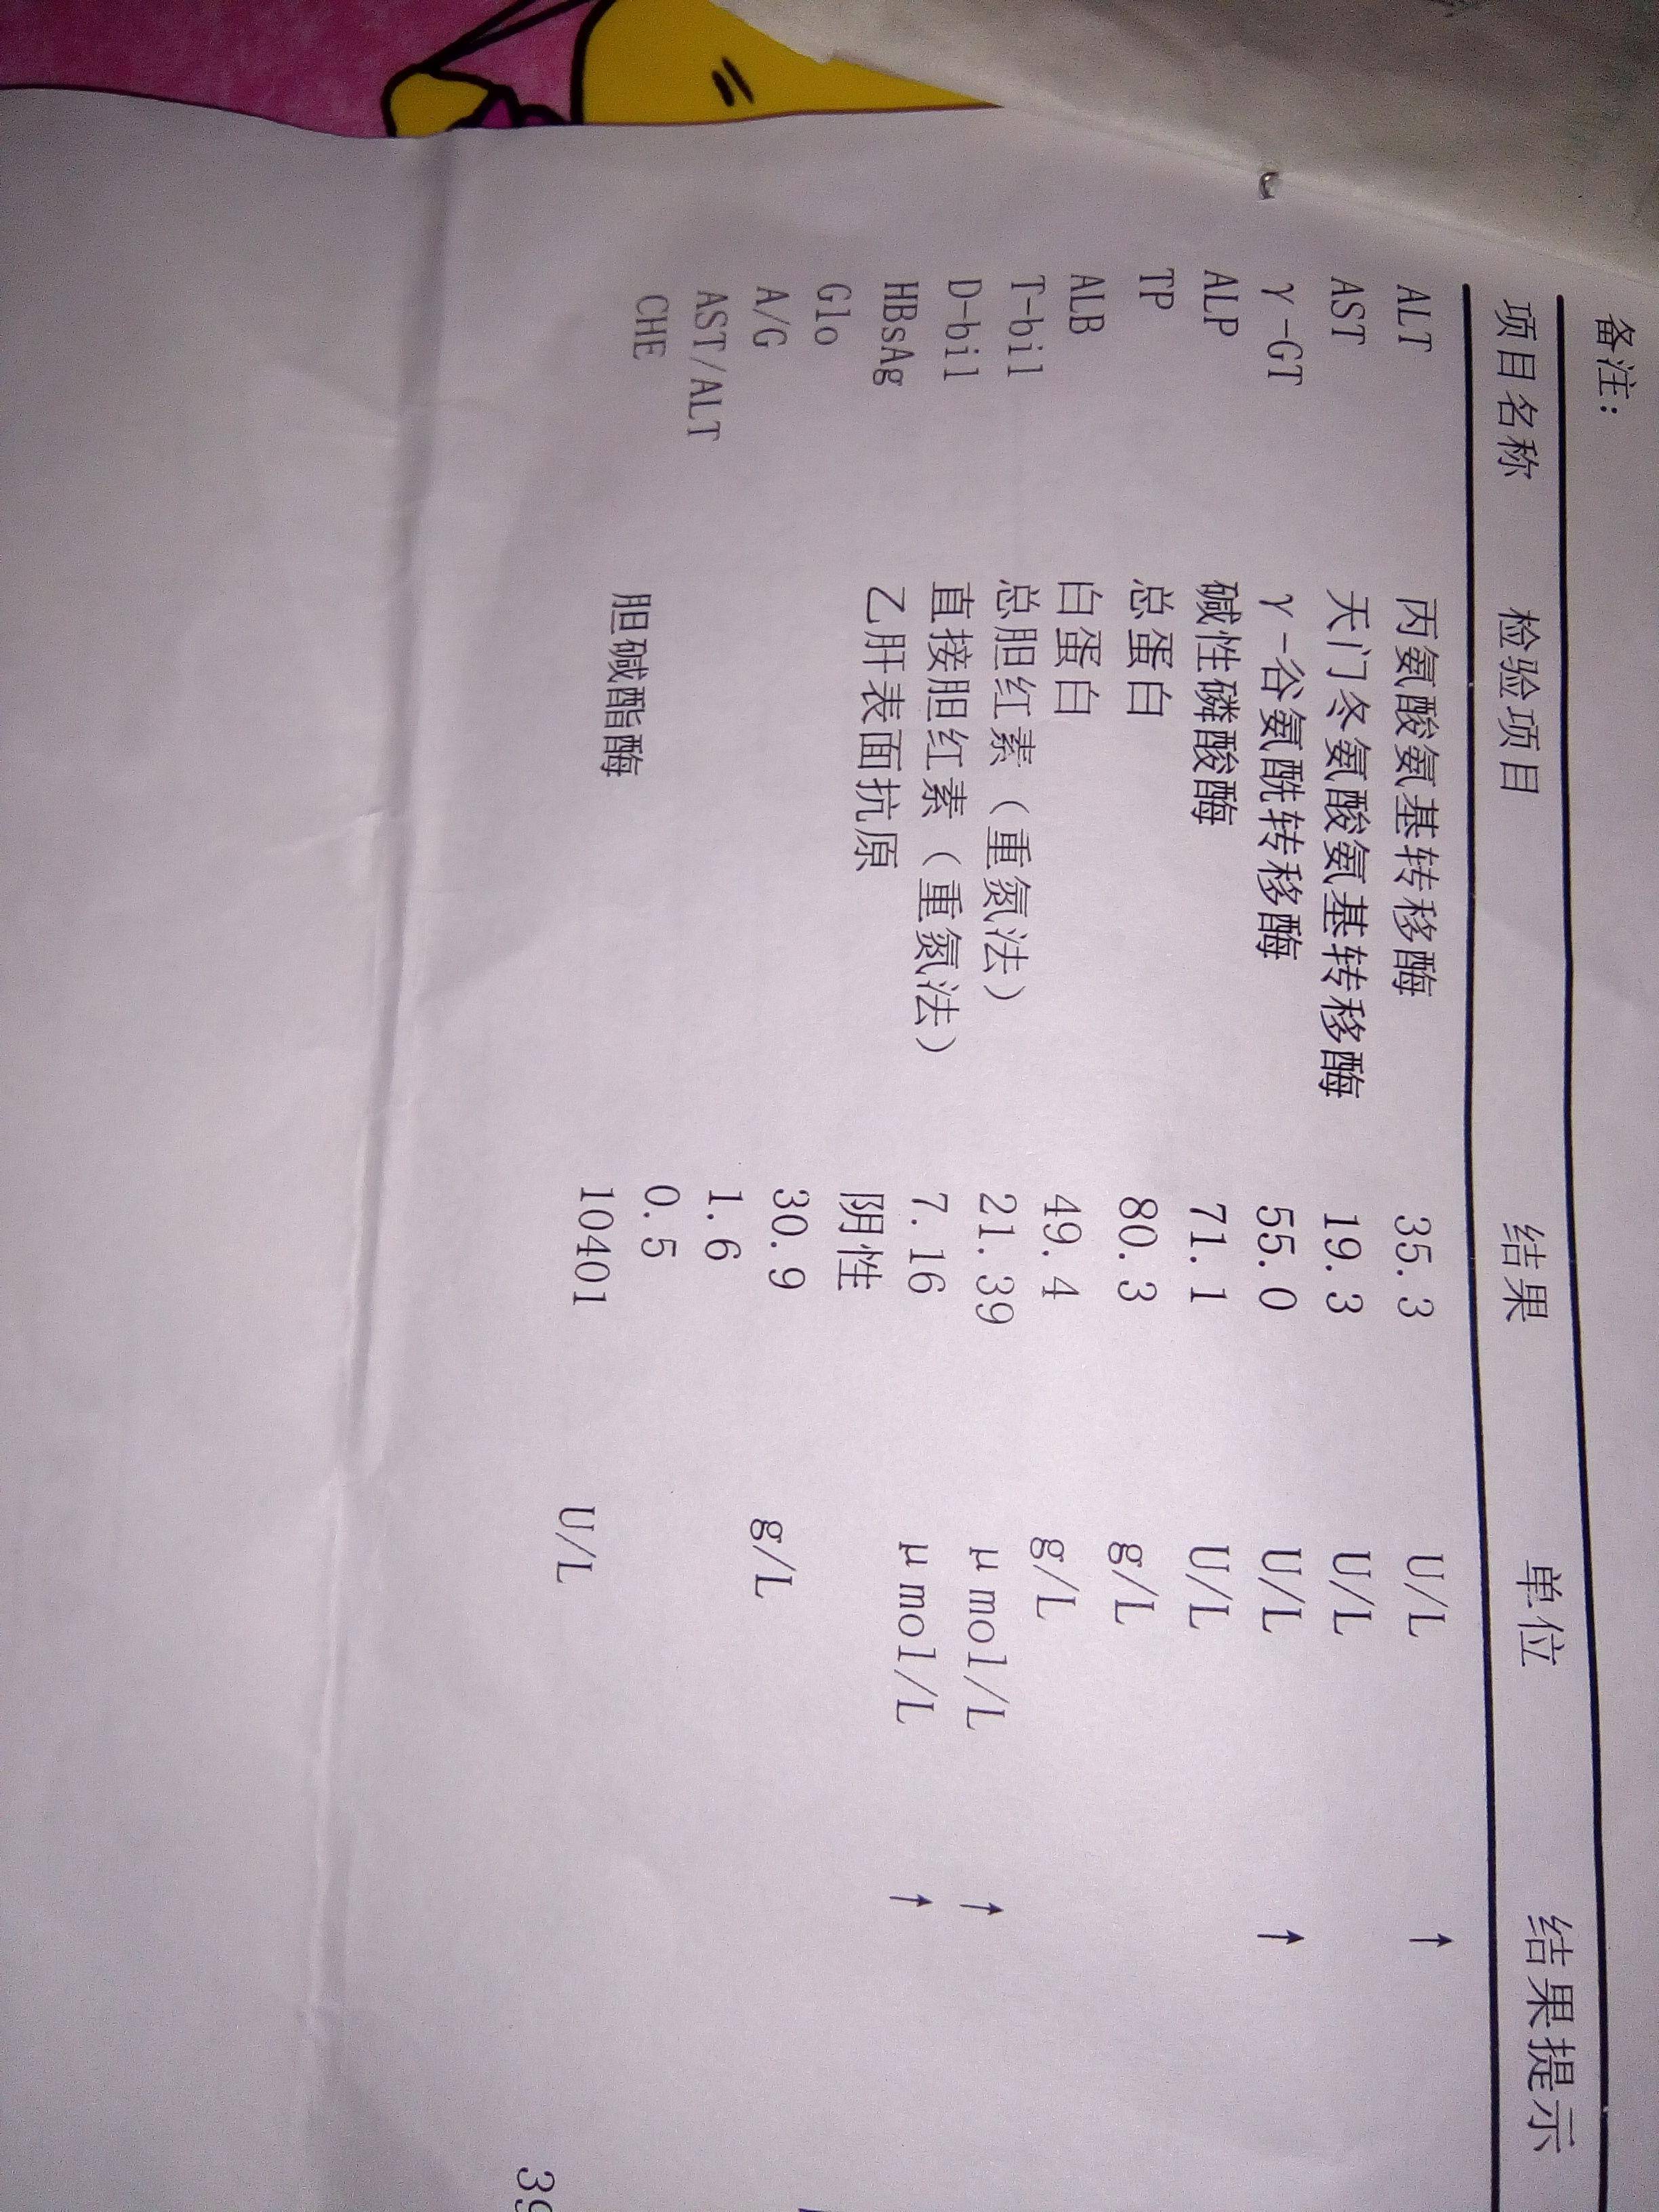 备注：
项目名称 检验项目 结果 单位 结果提示
ALT 丙氨酸氨基转移酶 35.3 U/L ↑
AST 天门冬氨酸氨基转移酶 19.3 U/L
γ-GT γ-谷氨酰转移酶 55.0 U/L ↑
ALP 碱性磷酸酶 71.1 U/L
TP 总蛋白 80.3 g/L
ALB 白蛋白 49.4 g/L
T-bil 总胆红素（重氮法） 21.39 μmol/L ↑
D-bil 直接胆红素（重氮法） 7.16 μmol/L ↑
HBsAg 乙肝表面抗原 阴性
Glo 30.9 g/L
A/G 1.6
AST/ALT 0.5
CHE 胆碱酯酶 10401 U/L